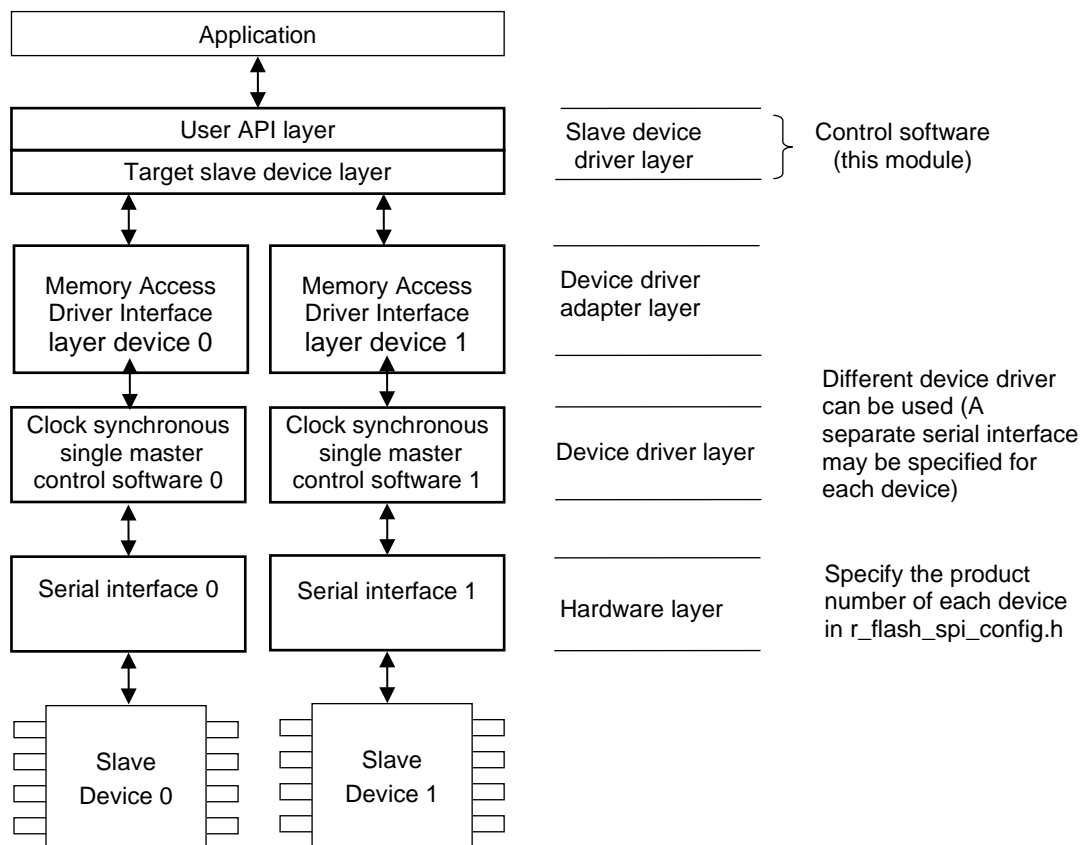 Application
User API layer
Target slave device layer
Slave device
driver layer
Control software
(this module)
Memory Access
Driver Interface
layer device 0
Memory Access
Driver Interface
layer device 1
Device driver
adapter layer
Clock synchronous
single master
control software 0
Clock synchronous
single master
control software 1
Device driver layer
Different device driver
can be used (A
separate serial interface
may be specified for
each device)
Serial interface 0
Serial interface 1
Hardware layer
Specify the product
number of each device
in r_flash_spi_config.h
Slave
Device 0
Slave
Device 1